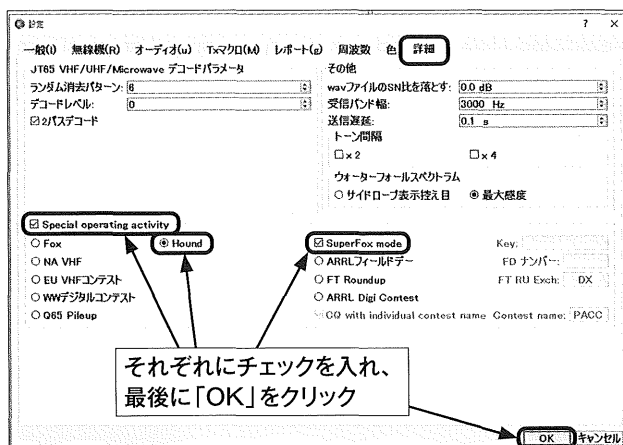 設定 ? ×
一般(I) 無線機(R) オーディオ(u) Txマクロ(M) レポート(g) 周波数 色 詳細
JT65 VHF/UHF/Microwave デコードパラメータ
ランダム消去パターン: 6
デコードレベル: 0
☑ 2パスデコード
その他
wavファイルのSN比を落とす: 0.0 dB
受信バンド幅: 3000 Hz
送信遅延: 0.1 s
トーン間隔
□ x 2 □ x 4
ウォーターフォールスペクトラム
○ サイドローブ表示控え目 ◉ 最大感度
☑ Special operating activity
○ Fox ◉ Hound ☑ SuperFox mode Key:
○ NA VHF ○ ARRLフィールドデー FD ナンバー:
○ EU VHFコンテスト ○ FT Roundup FT RU Exch: DX
○ WWデジタルコンテスト ○ ARRL Digi Contest
○ Q65 Pileup CQ with individual contest name Contest name: PACC
それぞれにチェックを入れ、
最後に「OK」をクリック
OK キャンセル